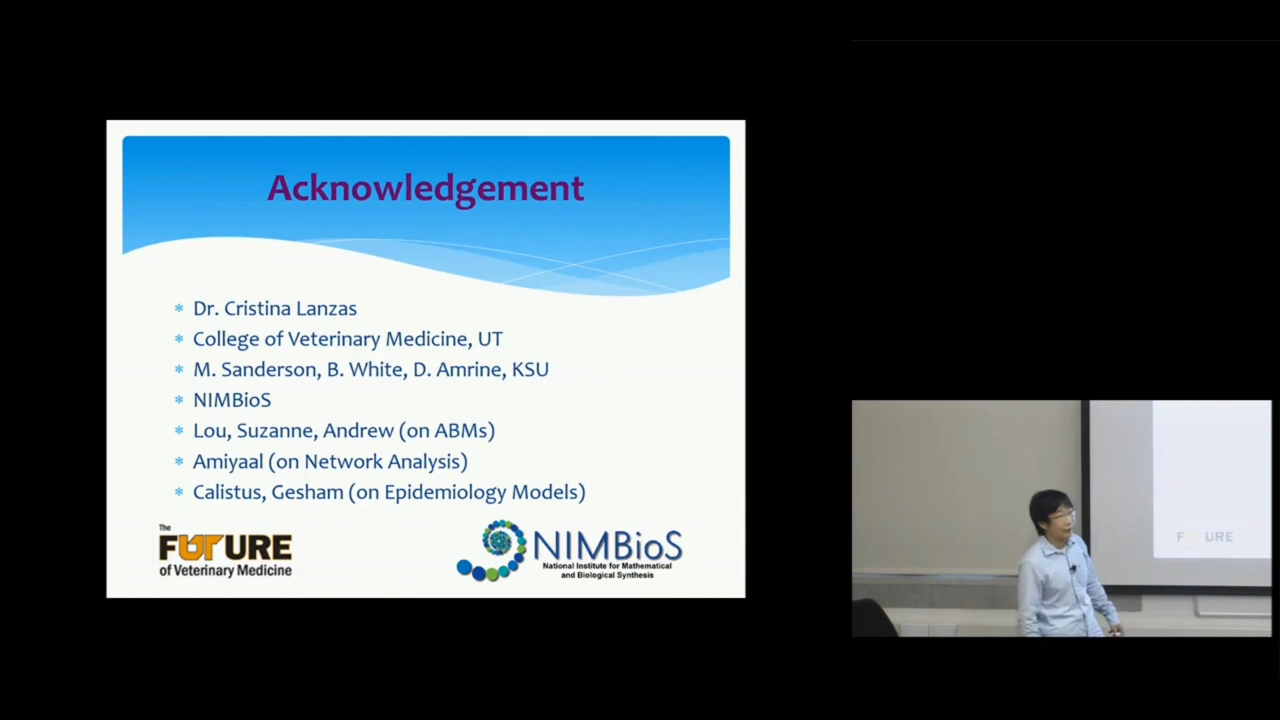 Acknowledgement
* Dr. Cristina Lanzas
* College of Veterinary Medicine, UT
* M. Sanderson, B. White, D. Amrine, KSU
* NIMBioS
* Lou, Suzanne, Andrew (on ABMs)
* Amiyaal (on Network Analysis)
* Calistus, Gesham (on Epidemiology Models)
The
FUTURE
of Veterinary Medicine
NIMBioS
National Institute for Mathematical
and Biological Synthesis
FUTURE